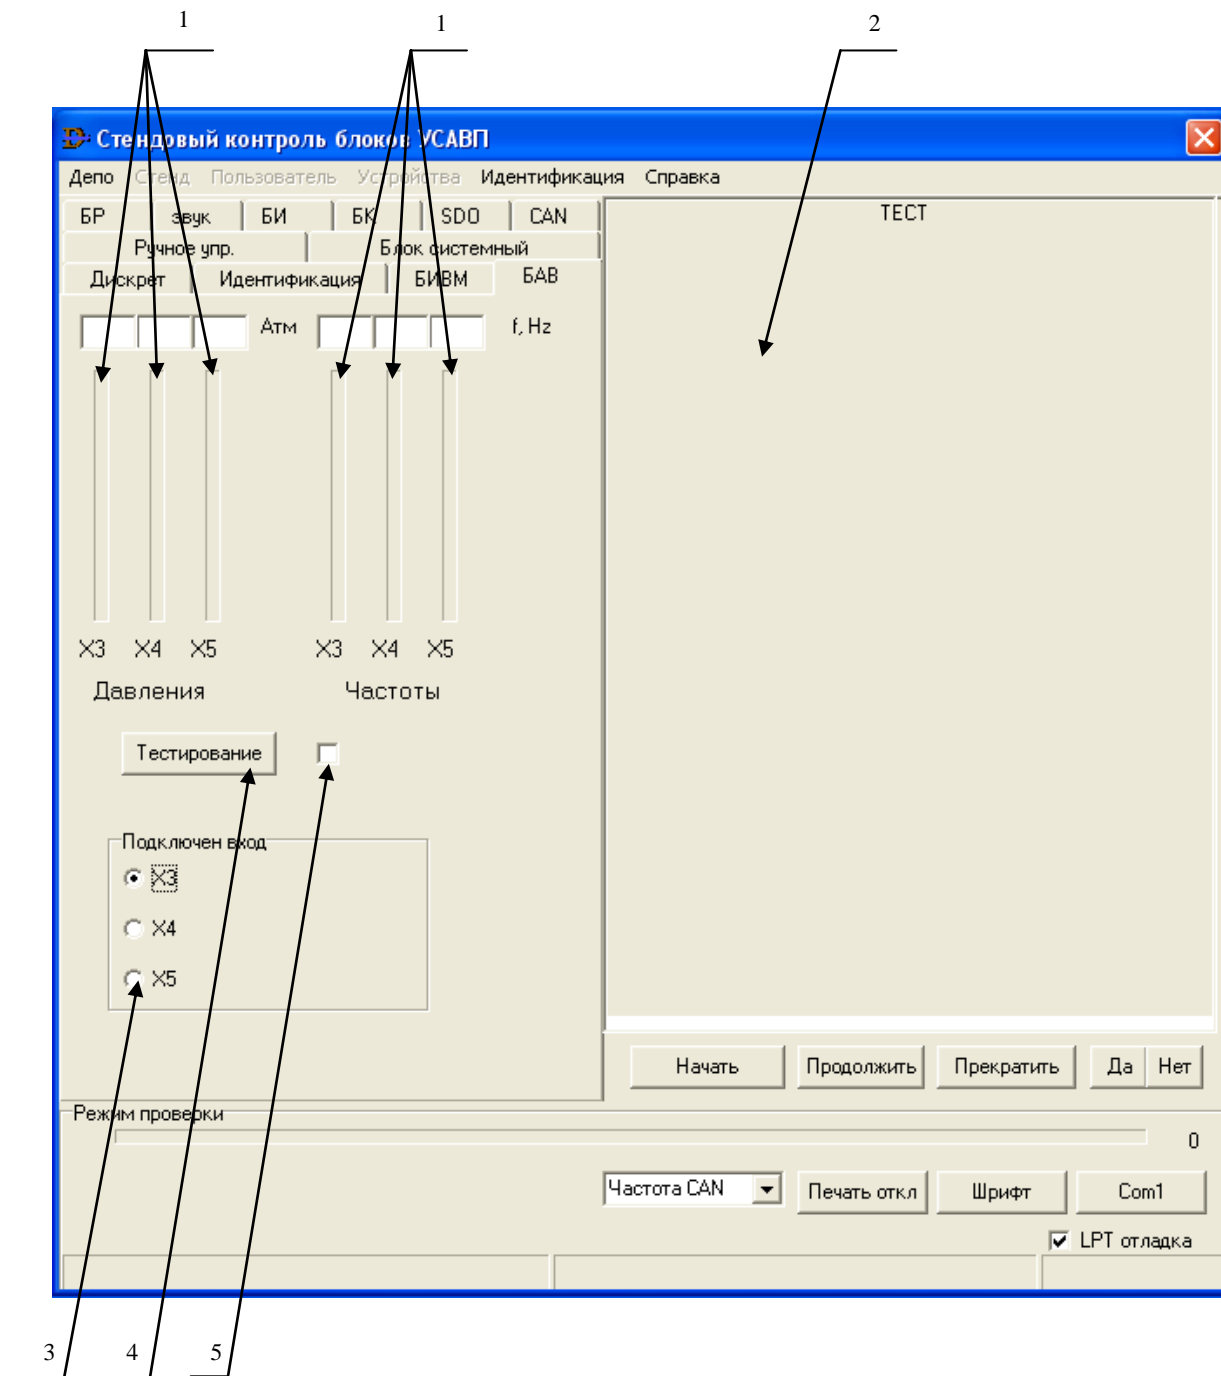 1 1 2
Стендовый контроль блоков УСАВП
Депо Стенд Пользователь Устройства Идентификация Справка
БР звук БИ БК SDO CAN
Ручное упр. Блок системный
Дискрет Идентификация БИВМ БАВ
Атм f, Hz
X3 X4 X5 X3 X4 X5
Давления Частоты
Тестирование
Подключен вход
X3
X4
X5
ТЕСТ
Начать Продолжить Прекратить Да Нет
Режим проверки
0
Частота CAN Печать откл Шрифт Com1
LPT отладка
3 4 5